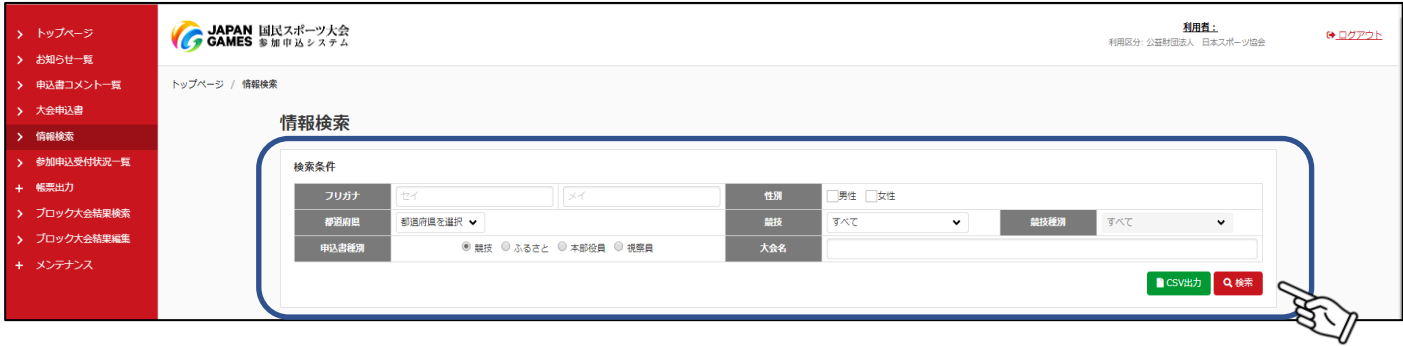 トップページ
お知らせ一覧
申込書コメント一覧
大会申込書
情報検索
参加申込受付状況一覧
帳票出力
ブロック大会結果検索
ブロック大会結果編集
メンテナンス
JAPAN GAMES
国民スポーツ大会
参加申込システム
利用者：
利用区分: 公益財団法人 日本スポーツ協会
ログアウト
トップページ / 情報検索
情報検索
検索条件
フリガナ セイ メイ 性別 男性 女性
都道府県 都道府県を選択 競技 すべて 競技種別 すべて
申込書種別 競技 ふるさと 本部役員 視察員 大会名
CSV出力 検索